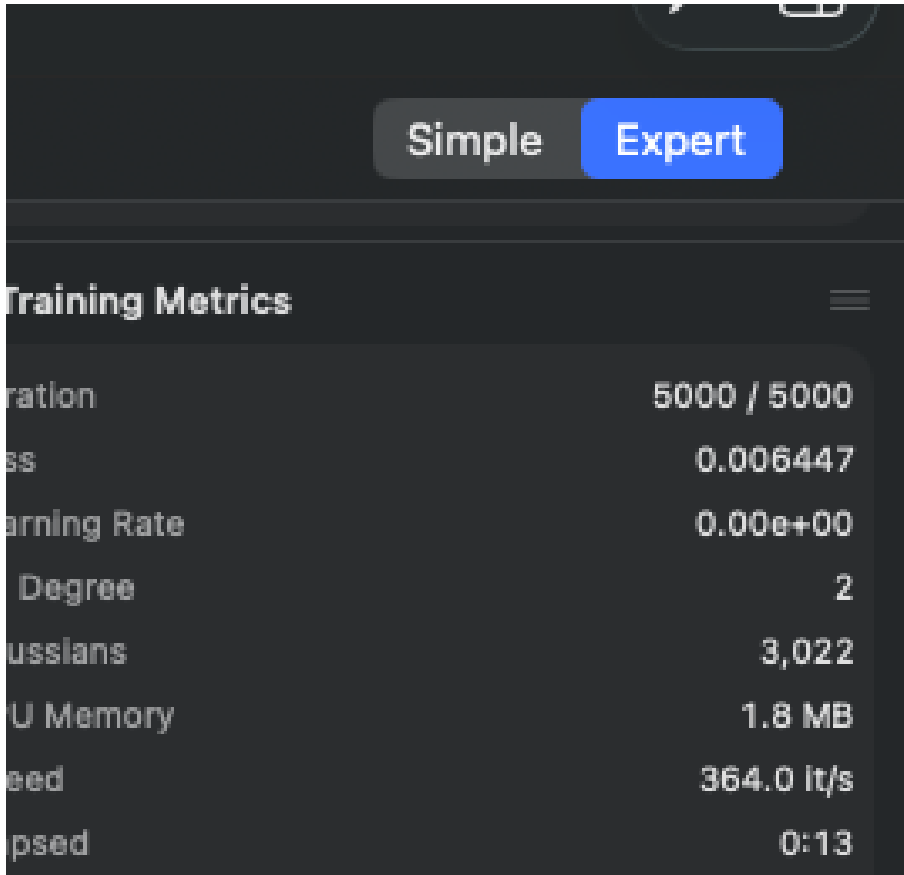 Simple Expert
Training Metrics
ration 5000 / 5000
ss 0.006447
arning Rate 0.00e+00
Degree 2
ussians 3,022
U Memory 1.8 MB
eed 364.0 it/s
apsed 0:13